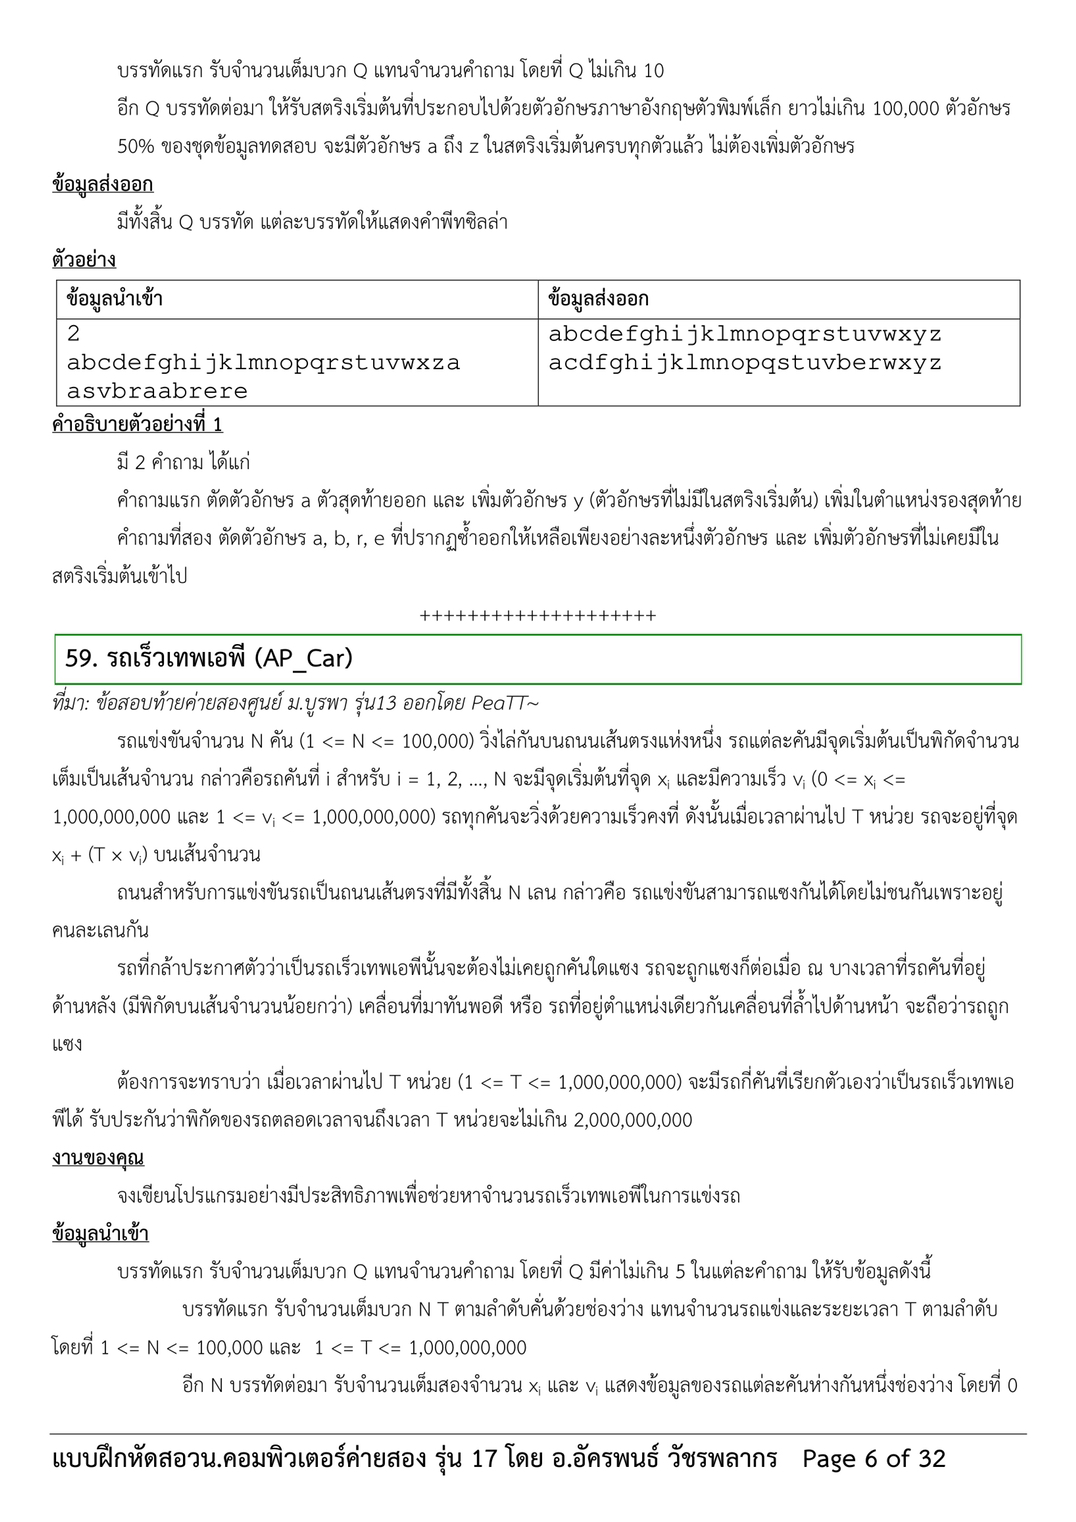 บรรทัดแรก รับจำนวนเต็มบวก Q แทนจำนวนคำถาม โดยที่ Q ไม่เกิน 10
อีก Q บรรทัดต่อมา ให้รับสตริงเริ่มต้นที่ประกอบไปด้วยตัวอักษรภาษาอังกฤษตัวพิมพ์เล็ก ยาวไม่เกิน 100,000 ตัวอักษร
50% ของชุดข้อมูลทดสอบ จะมีตัวอักษร a ถึง z ในสตริงเริ่มต้นครบทุกตัวแล้ว ไม่ต้องเพิ่มตัวอักษร
ข้อมูลส่งออก
มีทั้งสิ้น Q บรรทัด แต่ละบรรทัดให้แสดงคำพีทซิลล่า
ตัวอย่าง
ข้อมูลนำเข้า ข้อมูลส่งออก
2 abcdefghijklmnopqrstuvwxyz
abcdefghijklmnopqrstuvwxza acdfghijklmnopqstuvberwxyz
asvbraabrere
คำอธิบายตัวอย่างที่ 1
มี 2 คำถาม ได้แก่
คำถามแรก ตัดตัวอักษร a ตัวสุดท้ายออก และ เพิ่มตัวอักษร y (ตัวอักษรที่ไม่มีในสตริงเริ่มต้น) เพิ่มในตำแหน่งรองสุดท้าย
คำถามที่สอง ตัดตัวอักษร a, b, r, e ที่ปรากฏซ้ำออกให้เหลือเพียงอย่างละหนึ่งตัวอักษร และ เพิ่มตัวอักษรที่ไม่เคยมีใน
สตริงเริ่มต้นเข้าไป
++++++++++++++++++++
59. รถเร็วเทพเอพี (AP_Car)
ที่มา: ข้อสอบท้ายค่ายสองศูนย์ ม.บูรพา รุ่น13 ออกโดย PeaTT~
รถแข่งขันจำนวน N คัน (1 <= N <= 100,000) วิ่งไล่กันบนถนนเส้นตรงแห่งหนึ่ง รถแต่ละคันมีจุดเริ่มต้นเป็นพิกัดจำนวน
เต็มเป็นเส้นจำนวน กล่าวคือรถคันที่ i สำหรับ i = 1, 2, ..., N จะมีจุดเริ่มต้นที่จุด xᵢ และมีความเร็ว vᵢ (0 <= xᵢ <=
1,000,000,000 และ 1 <= vᵢ <= 1,000,000,000) รถทุกคันจะวิ่งด้วยความเร็วคงที่ ดังนั้นเมื่อเวลาผ่านไป T หน่วย รถจะอยู่ที่จุด
xᵢ + (T × vᵢ) บนเส้นจำนวน
ถนนสำหรับการแข่งขันรถเป็นถนนเส้นตรงที่มีทั้งสิ้น N เลน กล่าวคือ รถแข่งขันสามารถแซงกันได้โดยไม่ชนกันเพราะอยู่
คนละเลนกัน
รถที่กล้าประกาศตัวว่าเป็นรถเร็วเทพเอพีนั้นจะต้องไม่เคยถูกคันใดแซง รถจะถูกแซงก็ต่อเมื่อ ณ บางเวลาที่รถคันที่อยู่
ด้านหลัง (มีพิกัดบนเส้นจำนวนน้อยกว่า) เคลื่อนที่มาทันพอดี หรือ รถที่อยู่ตำแหน่งเดียวกันเคลื่อนที่ล้ำไปด้านหน้า จะถือว่ารถถูก
แซง
ต้องการจะทราบว่า เมื่อเวลาผ่านไป T หน่วย (1 <= T <= 1,000,000,000) จะมีรถกี่คันที่เรียกตัวเองว่าเป็นรถเร็วเทพเอ
พีได้ รับประกันว่าพิกัดของรถตลอดเวลาจนถึงเวลา T หน่วยจะไม่เกิน 2,000,000,000
งานของคุณ
จงเขียนโปรแกรมอย่างมีประสิทธิภาพเพื่อช่วยหาจำนวนรถเร็วเทพเอพีในการแข่งรถ
ข้อมูลนำเข้า
บรรทัดแรก รับจำนวนเต็มบวก Q แทนจำนวนคำถาม โดยที่ Q มีค่าไม่เกิน 5 ในแต่ละคำถาม ให้รับข้อมูลดังนี้
บรรทัดแรก รับจำนวนเต็มบวก N T ตามลำดับคั่นด้วยช่องว่าง แทนจำนวนรถแข่งและระยะเวลา T ตามลำดับ
โดยที่ 1 <= N <= 100,000 และ 1 <= T <= 1,000,000,000
อีก N บรรทัดต่อมา รับจำนวนเต็มสองจำนวน xᵢ และ vᵢ แสดงข้อมูลของรถแต่ละคันห่างกันหนึ่งช่องว่าง โดยที่ 0
แบบฝึกหัดสอวน.คอมพิวเตอร์ค่ายสอง รุ่น 17 โดย อ.อัครพนธ์ วัชรพลากร Page 6 of 32